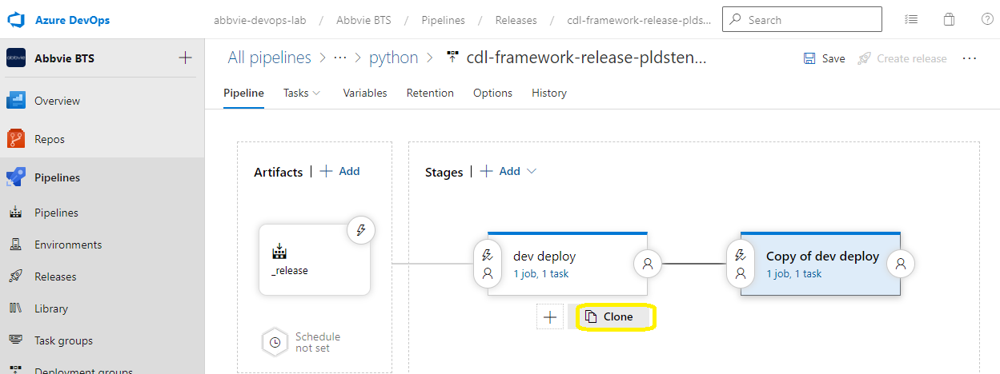 Azure DevOps
abbvie-devops-lab / Abbvie BTS / Pipelines / Releases / cdl-framework-release-plds...
Search
abbvie
Abbvie BTS
All pipelines > ... > python > cdl-framework-release-pldsten...
Save
Create release
...
Overview
Repos
Pipelines
Pipelines
Environments
Releases
Library
Task groups
Deployment groups
Pipeline Tasks Variables Retention Options History
Artifacts | + Add
_release
Schedule
not set
Stages | + Add
dev deploy
1 job, 1 task
Clone
Copy of dev deploy
1 job, 1 task